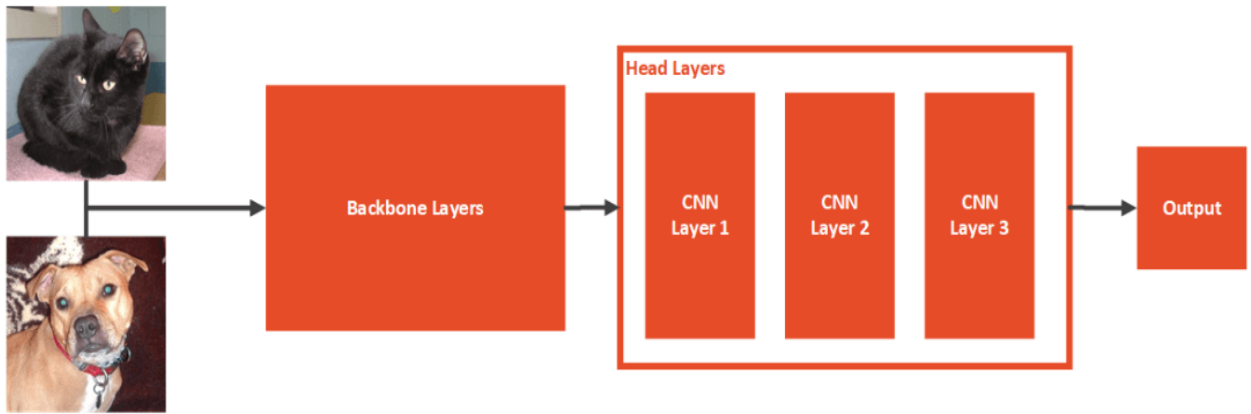 Head Layers
Backbone Layers
CNN
Layer 1
CNN
Layer 2
CNN
Layer 3
Output